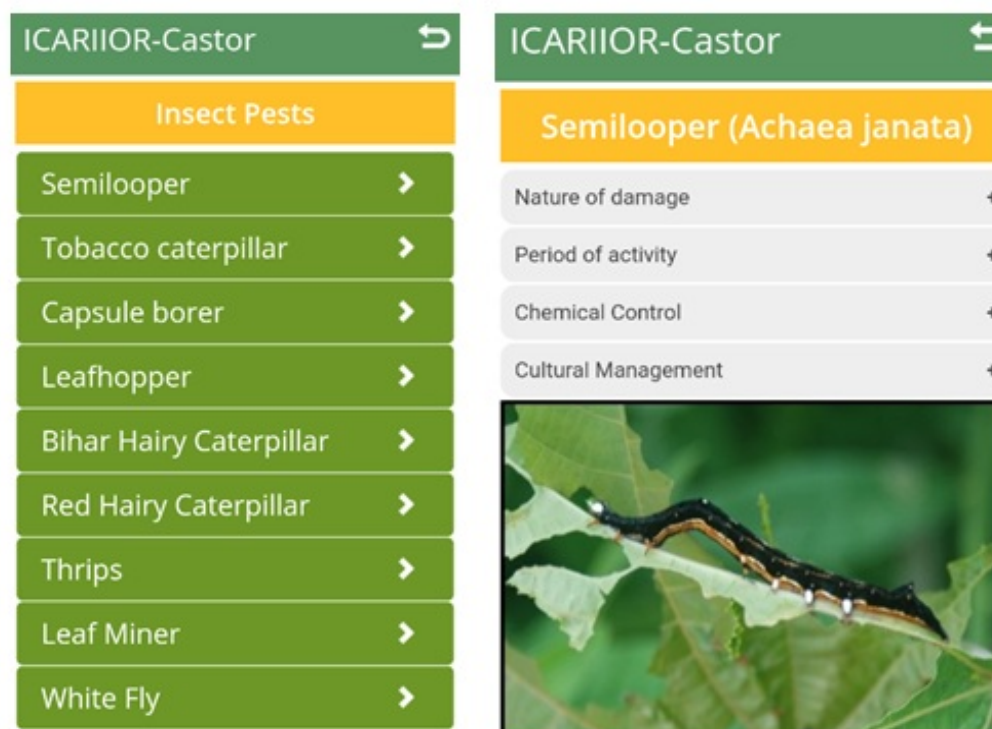 ICARIIOR-Castor
Insect Pests
Semilooper
Tobacco caterpillar
Capsule borer
Leafhopper
Bihar Hairy Caterpillar
Red Hairy Caterpillar
Thrips
Leaf Miner
White Fly
ICARIIOR-Castor
Semilooper (Achaea janata)
Nature of damage
Period of activity
Chemical Control
Cultural Management